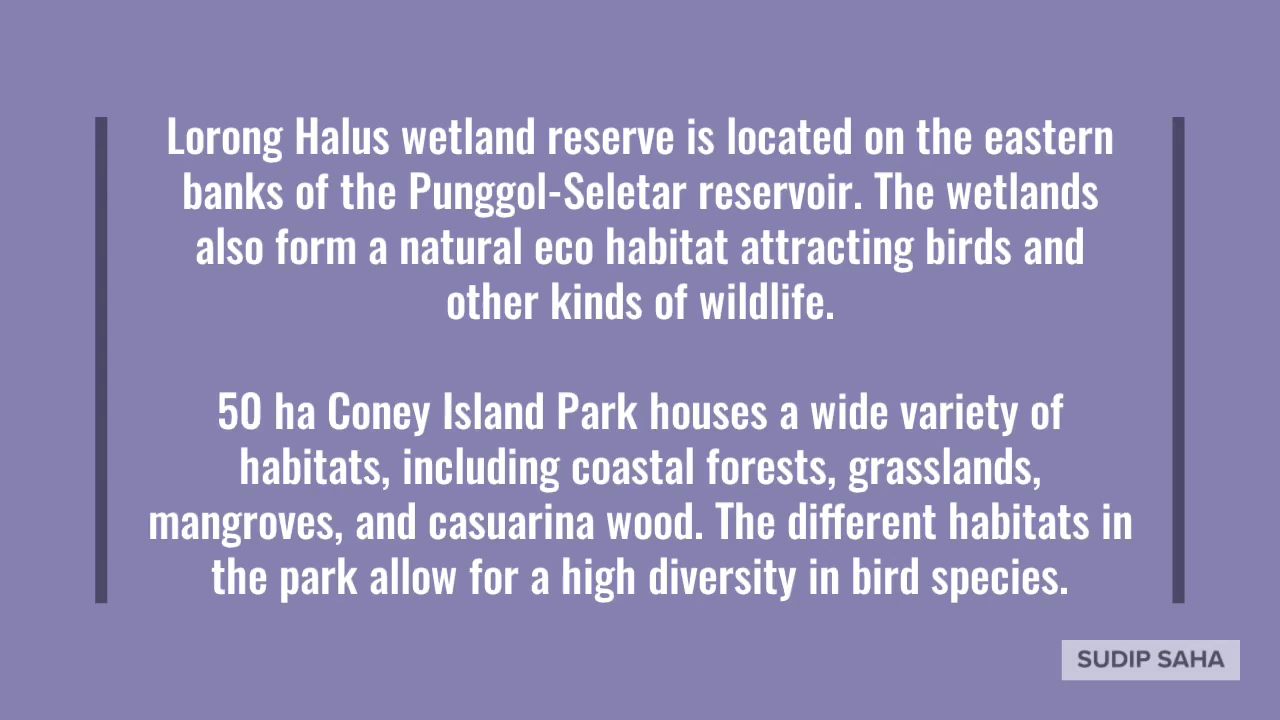 Lorong Halus wetland reserve is located on the eastern
banks of the Punggol-Seletar reservoir. The wetlands
also form a natural eco habitat attracting birds and
other kinds of wildlife.
50 ha Coney Island Park houses a wide variety of
habitats, including coastal forests, grasslands,
mangroves, and casuarina wood. The different habitats in
the park allow for a high diversity in bird species.
SUDIP SAHA